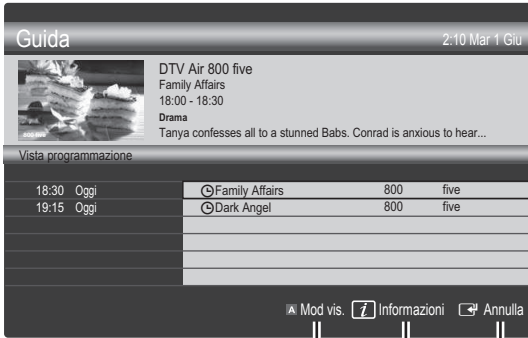 Guida 2:10 Mar 1 Giu
DTV Air 800 five
Family Affairs
18:00 - 18:30
Drama
Tanya confesses all to a stunned Babs. Conrad is anxious to hear...
800 five
Vista programmazione
18:30 Oggi Family Affairs 800 five
19:15 Oggi Dark Angel 800 five
A Mod vis. i Informazioni Annulla